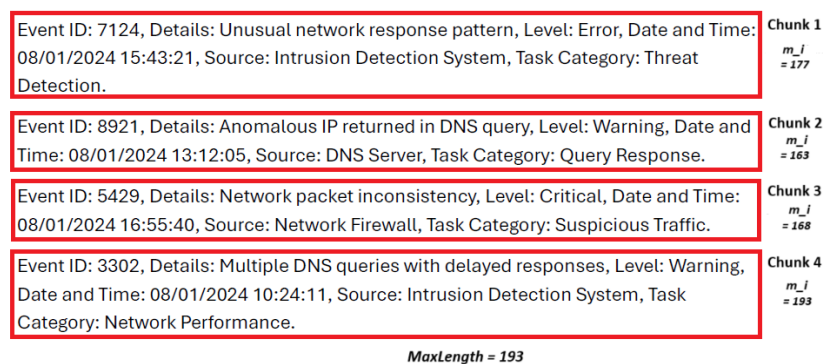 Event ID: 7124, Details: Unusual network response pattern, Level: Error, Date and Time:
08/01/2024 15:43:21, Source: Intrusion Detection System, Task Category: Threat
Detection.
Chunk 1
m_i
= 177
Event ID: 8921, Details: Anomalous IP returned in DNS query, Level: Warning, Date and
Time: 08/01/2024 13:12:05, Source: DNS Server, Task Category: Query Response.
Chunk 2
m_i
= 163
Event ID: 5429, Details: Network packet inconsistency, Level: Critical, Date and Time:
08/01/2024 16:55:40, Source: Network Firewall, Task Category: Suspicious Traffic.
Chunk 3
m_i
= 168
Event ID: 3302, Details: Multiple DNS queries with delayed responses, Level: Warning,
Date and Time: 08/01/2024 10:24:11, Source: Intrusion Detection System, Task
Category: Network Performance.
Chunk 4
m_i
= 193
MaxLength = 193